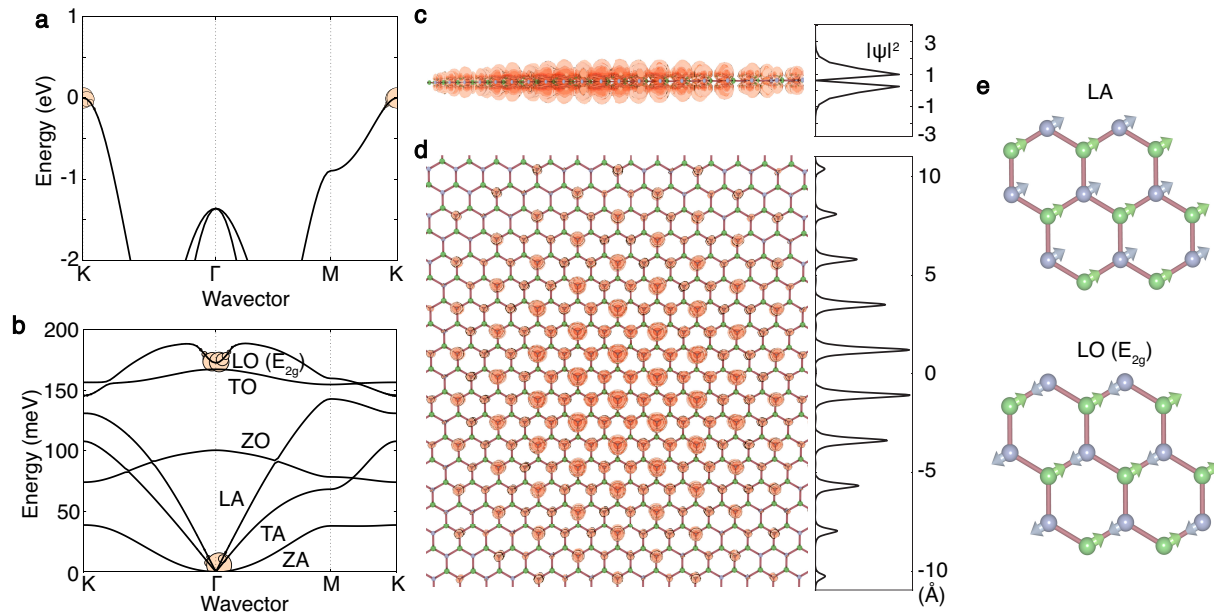 a
1
0
-1
-2
Energy (eV)
K
Γ
M
K
Wavector
b
200
150
100
50
0
Energy (meV)
LO (E2g)
TO
ZO
LA
TA
ZA
K
Γ
M
K
Wavector
c
|ψ|²
3
1
-1
-3
d
10
5
0
-5
-10
(Å)
e
LA
LO (E2g)